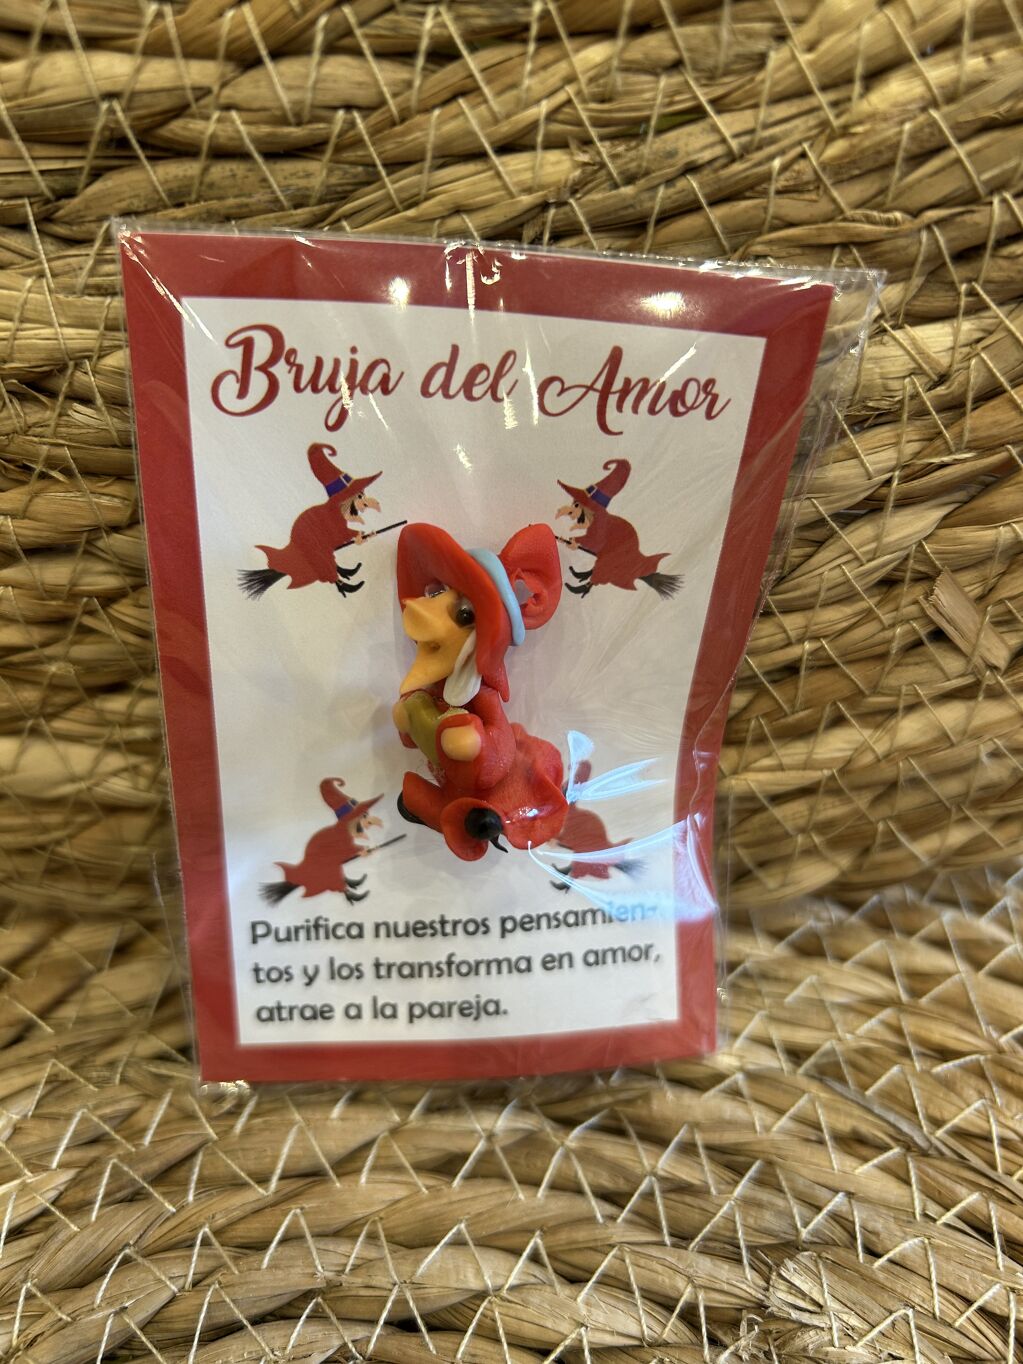 Bruja del Amor
Purifica nuestros pensamien-
tos y los transforma en amor,
atrae a la pareja.